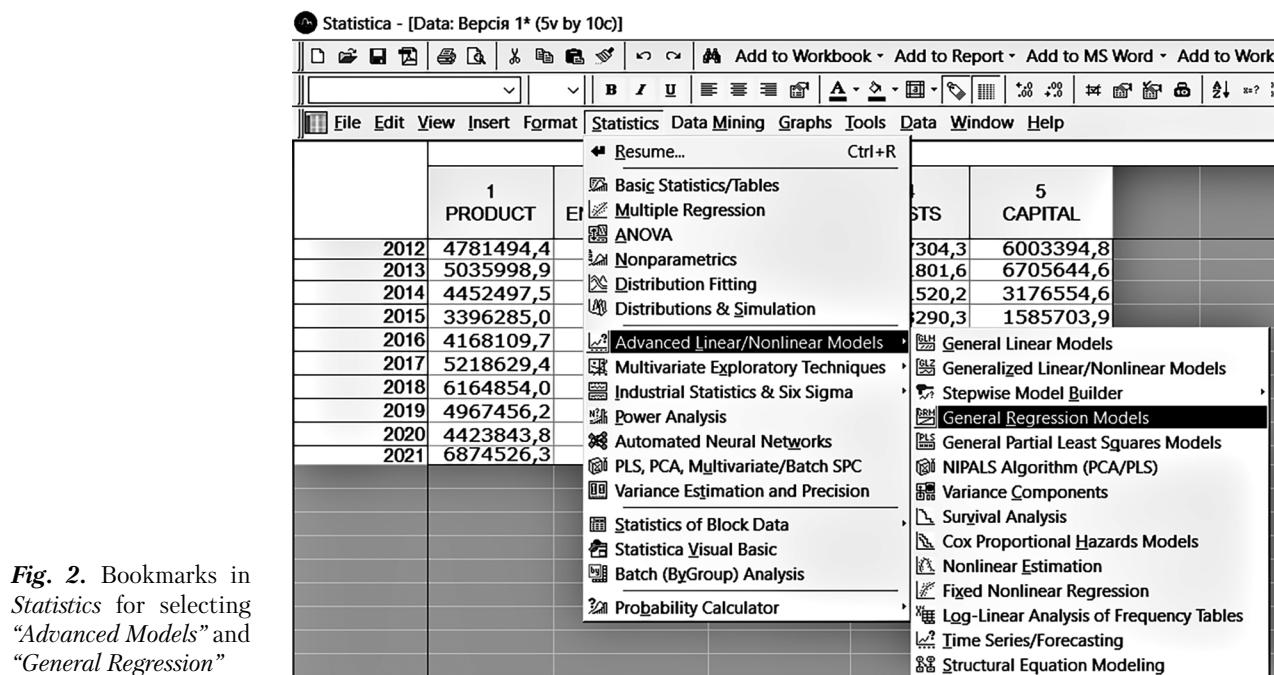 Statistica - [Data: Версія 1* (5v by 10c)]
Add to Workbook Add to Report Add to MS Word Add to Work
B I U A
File Edit View Insert Format Statistics Data Mining Graphs Tools Data Window Help
Resume... Ctrl+R
Basic Statistics/Tables
Multiple Regression
ANOVA
Nonparametrics
Distribution Fitting
Distributions & Simulation
Advanced Linear/Nonlinear Models
Multivariate Exploratory Techniques
Industrial Statistics & Six Sigma
Power Analysis
Automated Neural Networks
PLS, PCA, Multivariate/Batch SPC
Variance Estimation and Precision
Statistics of Block Data
Statistica Visual Basic
Batch (ByGroup) Analysis
Probability Calculator
General Linear Models
Generalized Linear/Nonlinear Models
Stepwise Model Builder
General Regression Models
General Partial Least Squares Models
NIPALS Algorithm (PCA/PLS)
Variance Components
Survival Analysis
Cox Proportional Hazards Models
Nonlinear Estimation
Fixed Nonlinear Regression
Log-Linear Analysis of Frequency Tables
Time Series/Forecasting
Structural Equation Modeling
1 5
PRODUCT STS CAPITAL
2012 4781494,4 7304,3 6003394,8
2013 5035998,9 801,6 6705644,6
2014 4452497,5 520,2 3176554,6
2015 3396285,0 290,3 1585703,9
2016 4168109,7
2017 5218629,4
2018 6164854,0
2019 4967456,2
2020 4423843,8
2021 6874526,3
Fig. 2. Bookmarks in
Statistics for selecting
“Advanced Models” and
“General Regression”